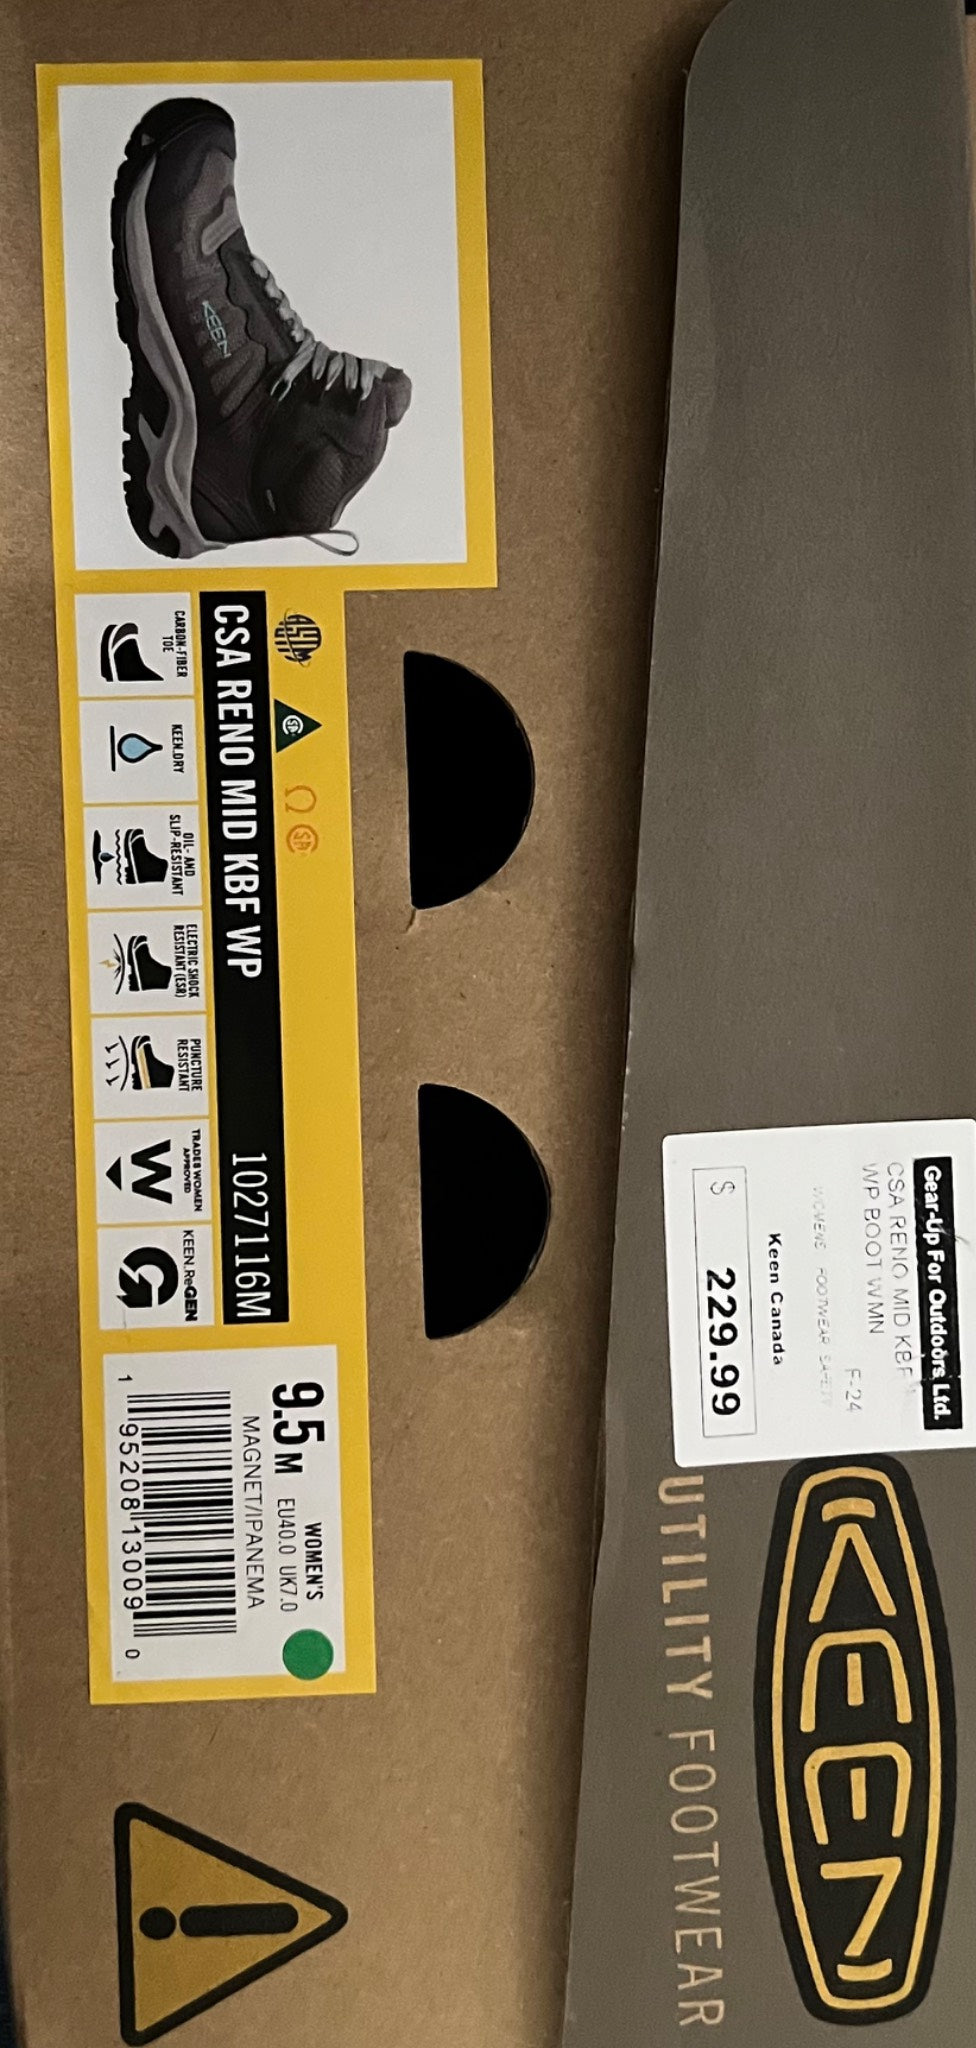 KEEN
ASTM
CSA
Ω CSA
CSA RENO MID KBF WP 1027116M
CARBON-FIBER
TOE
KEEN.DRY
OIL- AND
SLIP-RESISTANT
ELECTRIC SHOCK
RESISTANT (ESR)
PUNCTURE
RESISTANT
TRADESWOMEN
APPROVED
W
KEEN.ReGEN
9.5 M WOMEN'S
EU40.0 UK7.0
MAGNET/IPANEMA
1 95208 13009 0
!
Gear-Up For Outdoors Ltd.
CSA RENO MID KBF
WP BOOT WMN
F-24
WOMENS FOOTWEAR SAFETY
Keen Canada
$ 229.99
KEEN
UTILITY FOOTWEAR